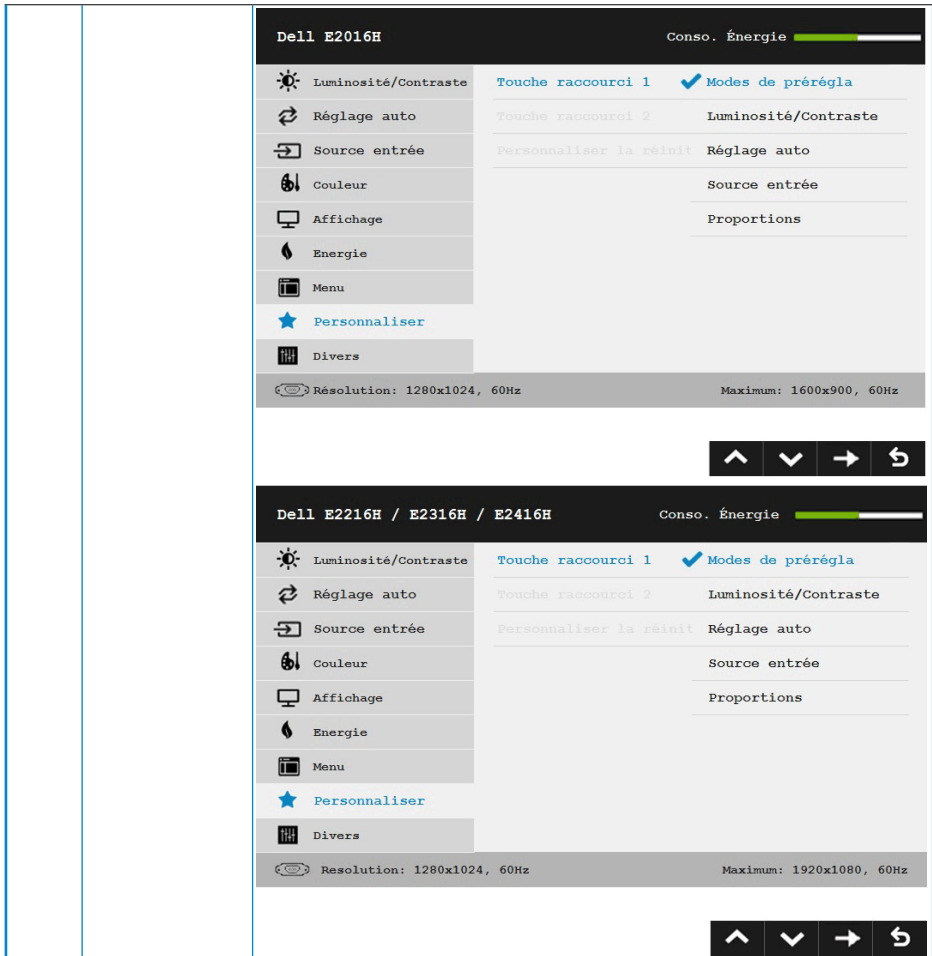 Dell E2016H Conso. Énergie
Luminosité/Contraste Touche raccourci 1 Modes de prérégla
Réglage auto Touche raccourci 2 Luminosité/Contraste
Source entrée Personnaliser la réinit Réglage auto
Couleur Source entrée
Affichage Proportions
Energie
Menu
Personnaliser
Divers
Résolution: 1280x1024, 60Hz Maximum: 1600x900, 60Hz
Dell E2216H / E2316H / E2416H Conso. Énergie
Luminosité/Contraste Touche raccourci 1 Modes de prérégla
Réglage auto Touche raccourci 2 Luminosité/Contraste
Source entrée Personnaliser la réinit Réglage auto
Couleur Source entrée
Affichage Proportions
Energie
Menu
Personnaliser
Divers
Resolution: 1280x1024, 60Hz Maximum: 1920x1080, 60Hz